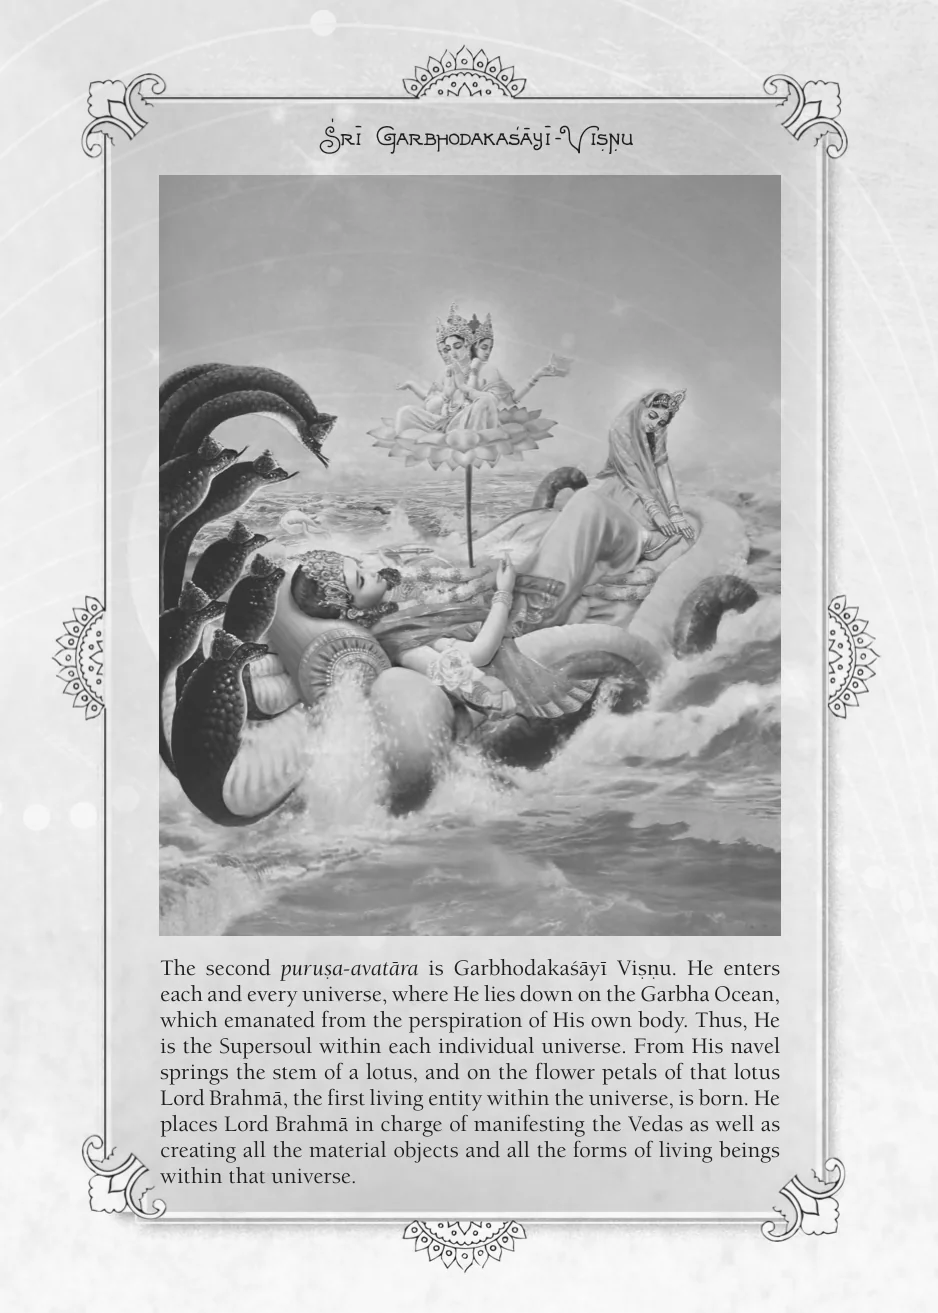 Śrī Garbhodakaśāyī-Viṣṇu
The second puruṣa-avatāra is Garbhodakaśāyī Viṣṇu. He enters
each and every universe, where He lies down on the Garbha Ocean,
which emanated from the perspiration of His own body. Thus, He
is the Supersoul within each individual universe. From His navel
springs the stem of a lotus, and on the flower petals of that lotus
Lord Brahmā, the first living entity within the universe, is born. He
places Lord Brahmā in charge of manifesting the Vedas as well as
creating all the material objects and all the forms of living beings
within that universe.